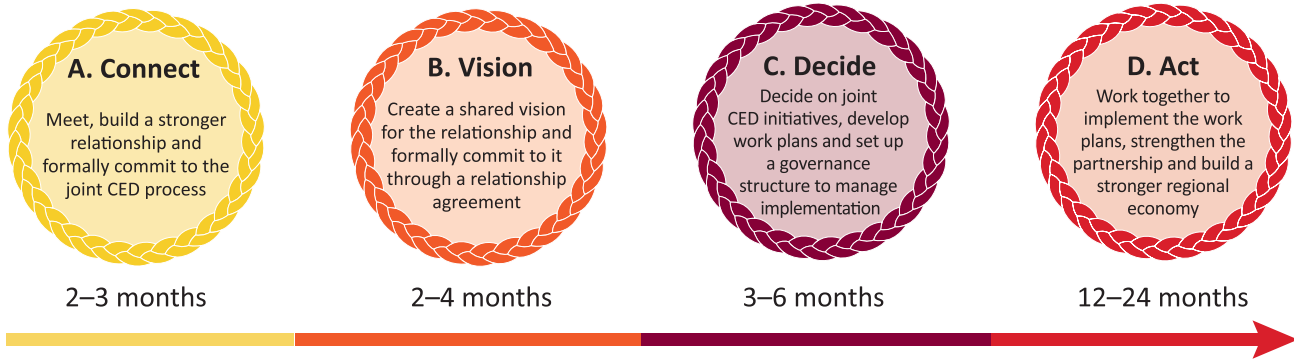 A. Connect
Meet, build a stronger
relationship and
formally commit to the
joint CED process
2–3 months
B. Vision
Create a shared vision
for the relationship and
formally commit to it
through a relationship
agreement
2–4 months
C. Decide
Decide on joint
CED initiatives, develop
work plans and set up
a governance
structure to manage
implementation
3–6 months
D. Act
Work together to
implement the work
plans, strengthen the
partnership and build a
stronger regional
economy
12–24 months